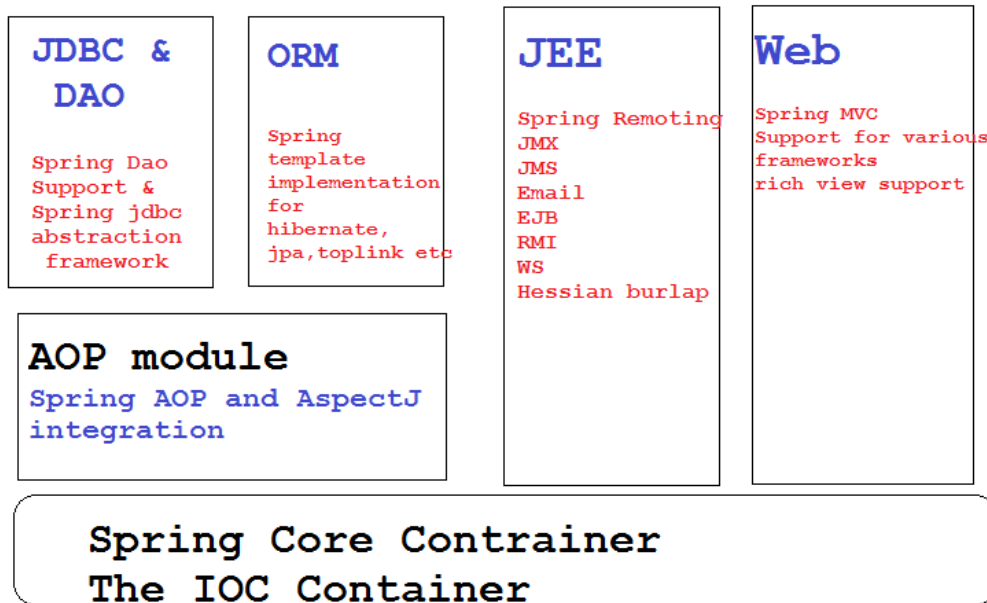 JDBC &
DAO
Spring Dao
Support &
Spring jdbc
abstraction
framework
ORM
Spring
template
implementation
for
hibernate,
jpa,toplink etc
JEE
Spring Remoting
JMX
JMS
Email
EJB
RMI
WS
Hessian burlap
Web
Spring MVC
Support for various
frameworks
rich view support
AOP module
Spring AOP and AspectJ
integration
Spring Core Contrainer
The IOC Container